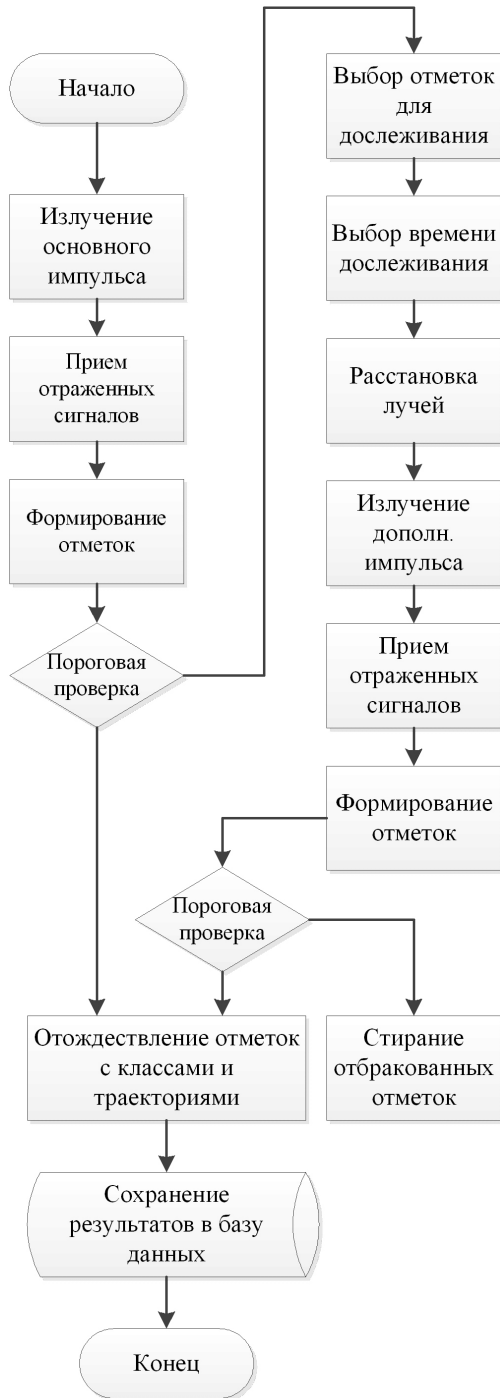 Начало
Излучение
основного
импульса
Прием
отраженных
сигналов
Формирование
отметок
Пороговая
проверка
Выбор отметок
для
дослеживания
Выбор времени
дослеживания
Расстановка
лучей
Излучение
дополн.
импульса
Прием
отраженных
сигналов
Формирование
отметок
Пороговая
проверка
Отождествление отметок
с классами и
траекториями
Стирание
отбракованных
отметок
Сохранение
результатов в базу
данных
Конец